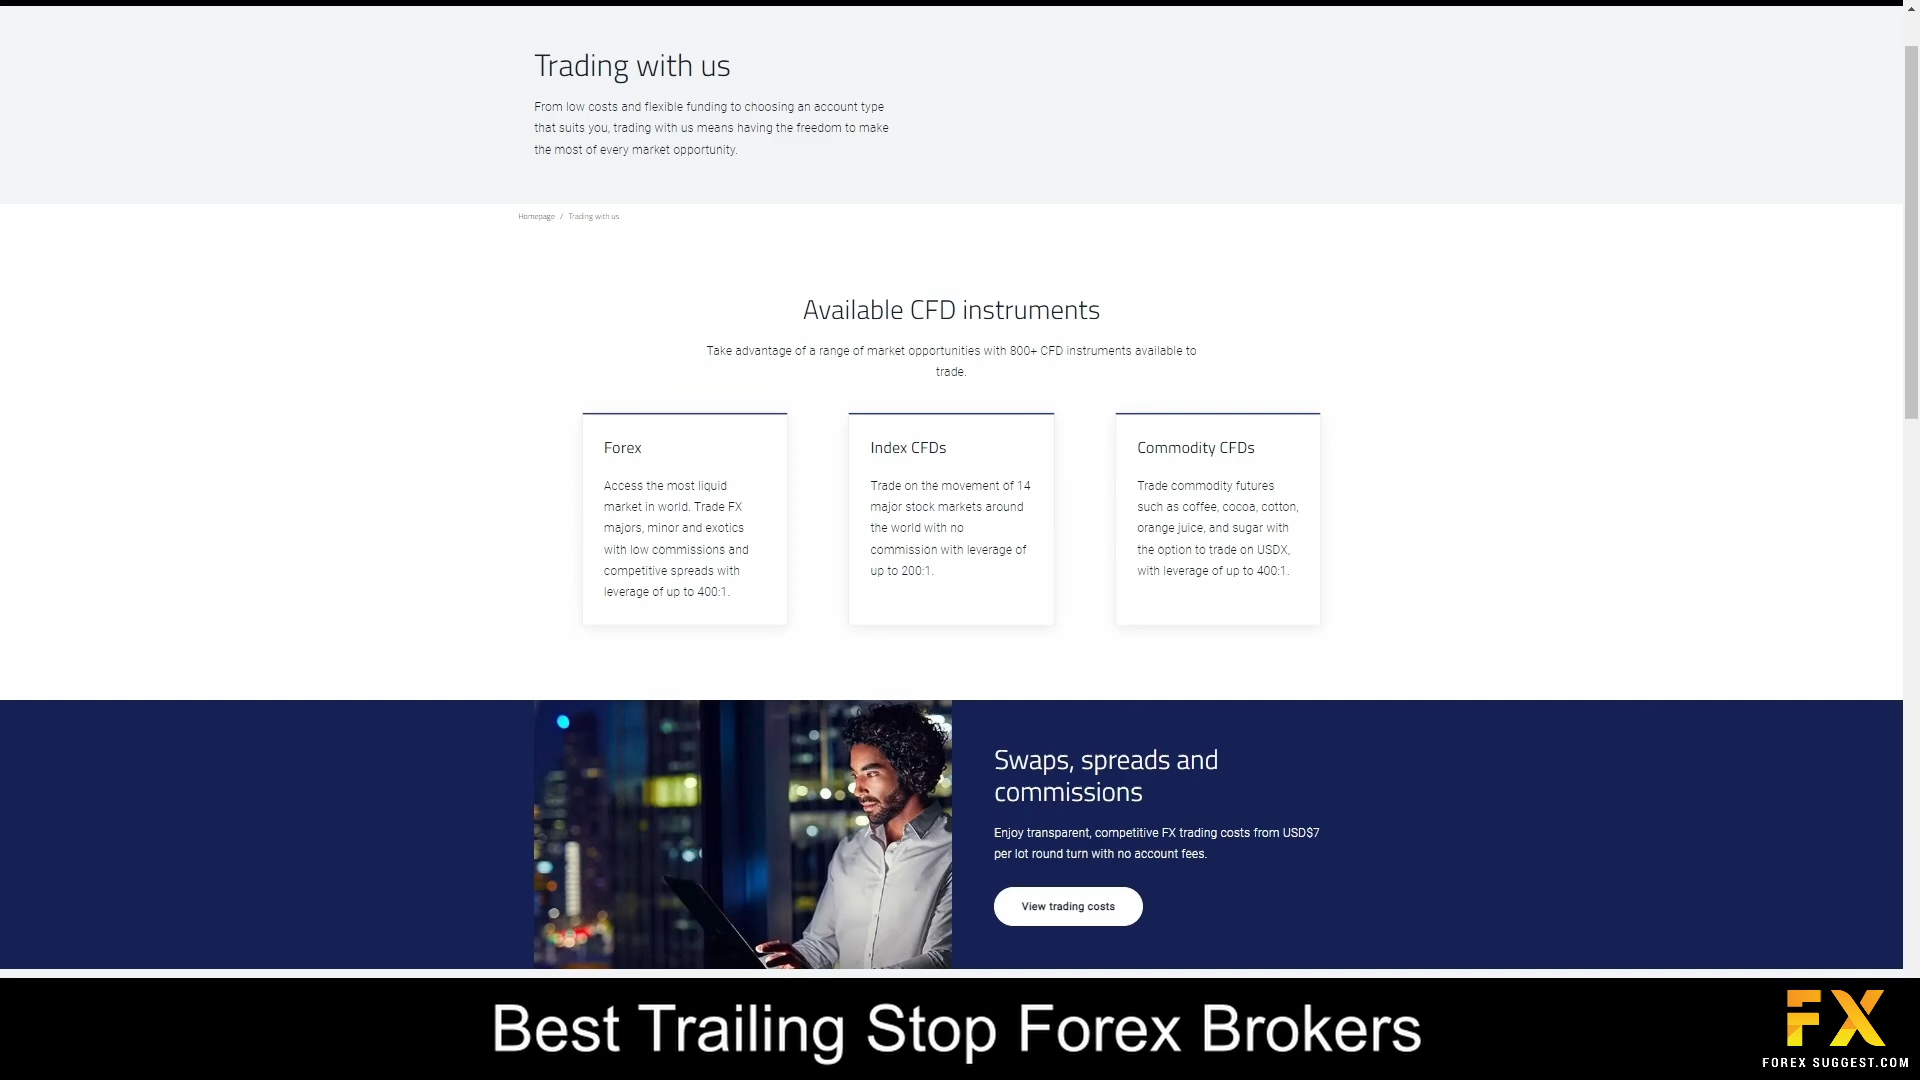 Trading with us
From low costs and flexible funding to choosing an account type
that suits you, trading with us means having the freedom to make
the most of every market opportunity.
Homepage / Trading with us
Available CFD instruments
Take advantage of a range of market opportunities with 800+ CFD instruments available to
trade.
Forex
Access the most liquid
market in world. Trade FX
majors, minor and exotics
with low commissions and
competitive spreads with
leverage of up to 400:1.
Index CFDs
Trade on the movement of 14
major stock markets around
the world with no
commission with leverage of
up to 200:1.
Commodity CFDs
Trade commodity futures
such as coffee, cocoa, cotton,
orange juice, and sugar with
the option to trade on USDX,
with leverage of up to 400:1.
Swaps, spreads and
commissions
Enjoy transparent, competitive FX trading costs from USD$7
per lot round turn with no account fees.
View trading costs
Best Trailing Stop Forex Brokers
FX
FOREX SUGGEST.COM